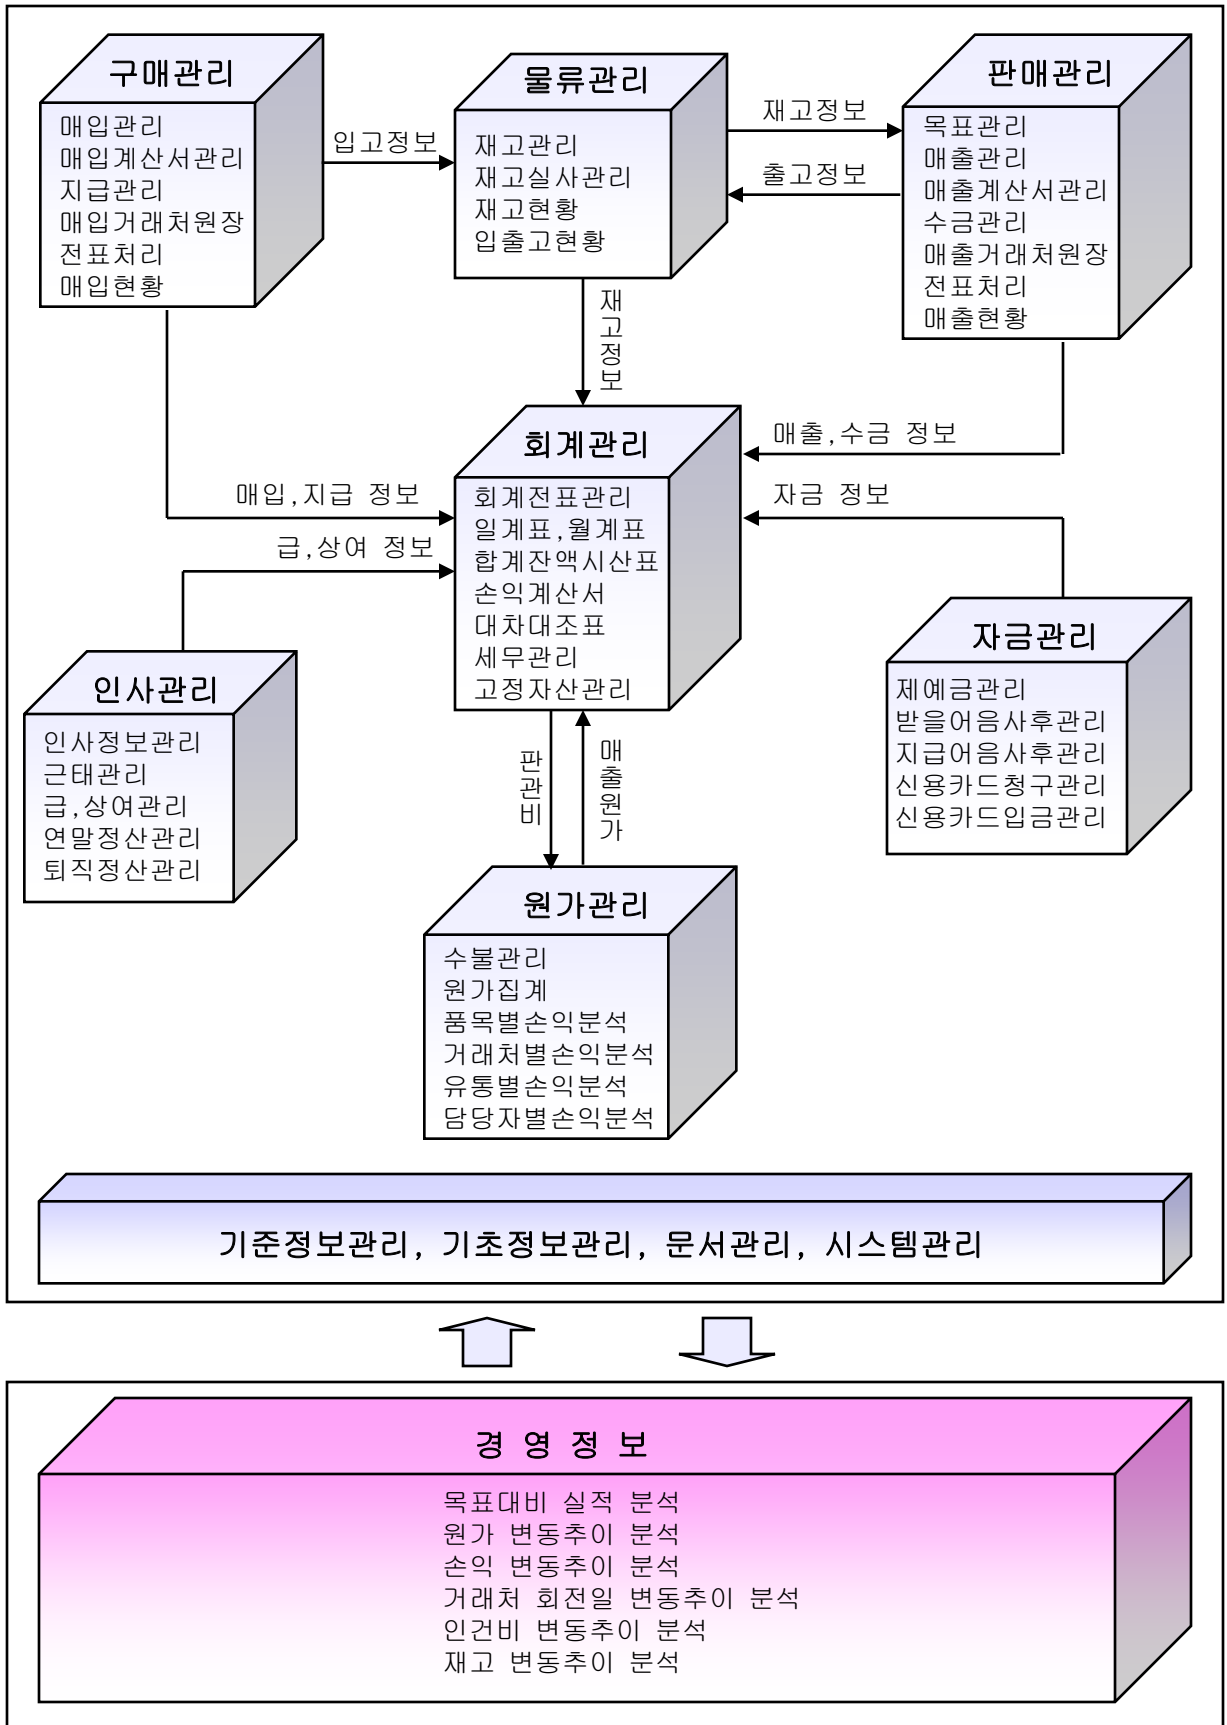 구매관리
매입관리
매입계산서관리
지급관리
매입거래처원장
전표처리
매입현황
입고정보
물류관리
재고관리
재고실사관리
재고현황
입출고현황
재고정보
출고정보
판매관리
목표관리
매출관리
매출계산서관리
수금관리
매출거래처원장
전표처리
매출현황
재고정보
매입,지급 정보
급,상여 정보
회계관리
회계전표관리
일계표,월계표
합계잔액시산표
손익계산서
대차대조표
세무관리
고정자산관리
매출,수금 정보
자금 정보
인사관리
인사정보관리
근태관리
급,상여관리
연말정산관리
퇴직정산관리
판관비
매출원가
자금관리
제예금관리
받을어음사후관리
지급어음사후관리
신용카드청구관리
신용카드입금관리
원가관리
수불관리
원가집계
품목별손익분석
거래처별손익분석
유통별손익분석
담당자별손익분석
기준정보관리, 기초정보관리, 문서관리, 시스템관리
경 영 정 보
목표대비 실적 분석
원가 변동추이 분석
손익 변동추이 분석
거래처 회전일 변동추이 분석
인건비 변동추이 분석
재고 변동추이 분석